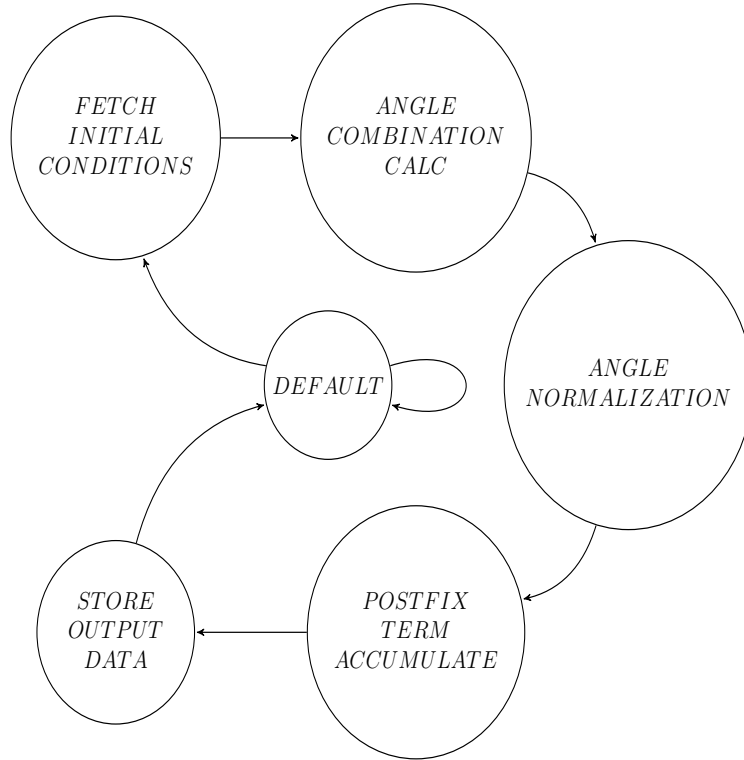 FETCH
INITIAL
CONDITIONS
ANGLE
COMBINATION
CALC
ANGLE
NORMALIZATION
DEFAULT
POSTFIX
TERM
ACCUMULATE
STORE
OUTPUT
DATA